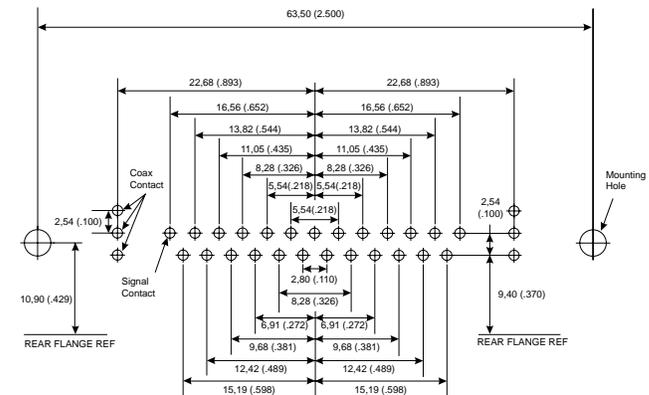 63,50 (2.500)
22,68 (.893) 22,68 (.893)
16,56 (.652) 16,56 (.652)
13,82 (.544) 13,82 (.544)
11,05 (.435) 11,05 (.435)
8,28 (.326) 8,28 (.326)
5,54(.218) 5,54(.218)
5,54(.218)
Coax
Contact
Mounting
Hole
2,54 (.100)
2,54
(.100)
Signal
Contact
2,80 (.110)
10,90 (.429)
8,28 (.326)
9,40 (.370)
6,91 (.272) 6,91 (.272)
REAR FLANGE REF
REAR FLANGE REF
9,68 (.381) 9,68 (.381)
12,42 (.489) 12,42 (.489)
15,19 (.598) 15,19 (.598)